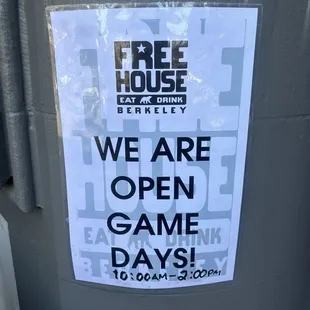 FREE
HOUSE
EAT DRINK
BERKELEY
WE ARE
OPEN
GAME
DAYS!
10:00AM-2:00PM